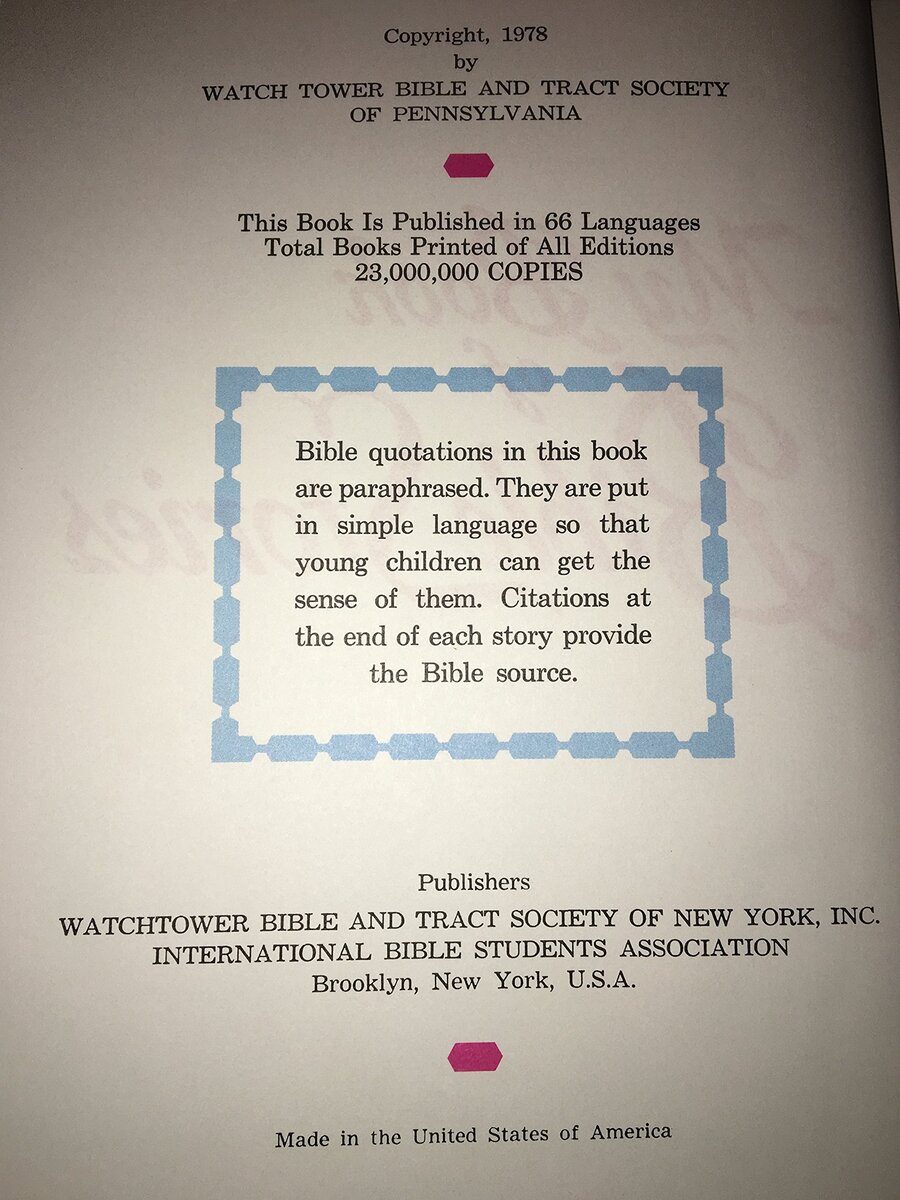 Copyright, 1978
by
WATCH TOWER BIBLE AND TRACT SOCIETY
OF PENNSYLVANIA
This Book Is Published in 66 Languages
Total Books Printed of All Editions
23,000,000 COPIES
Bible quotations in this book
are paraphrased. They are put
in simple language so that
young children can get the
sense of them. Citations at
the end of each story provide
the Bible source.
Publishers
WATCHTOWER BIBLE AND TRACT SOCIETY OF NEW YORK, INC.
INTERNATIONAL BIBLE STUDENTS ASSOCIATION
Brooklyn, New York, U.S.A.
Made in the United States of America